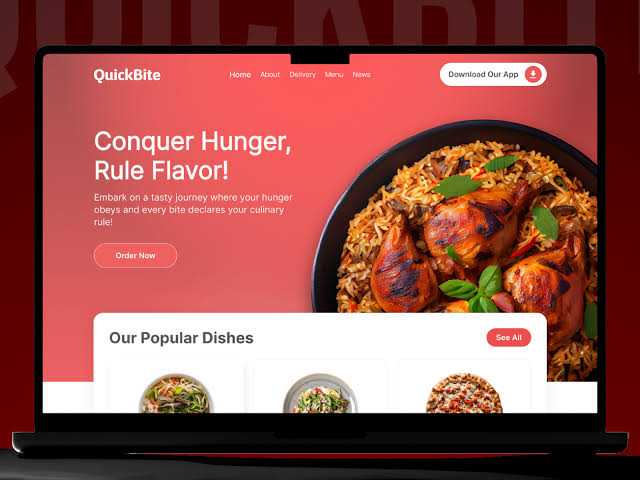 QUICKBITE
QuickBite
Home About Delivery Menu News
Download Our App
Conquer Hunger,
Rule Flavor!
Embark on a tasty journey where your hunger
obeys and every bite declares your culinary
rule!
Order Now
Our Popular Dishes
See All